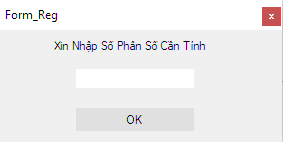 Form_Reg
x
Xin Nhập Số Phân Số Cần Tính
OK